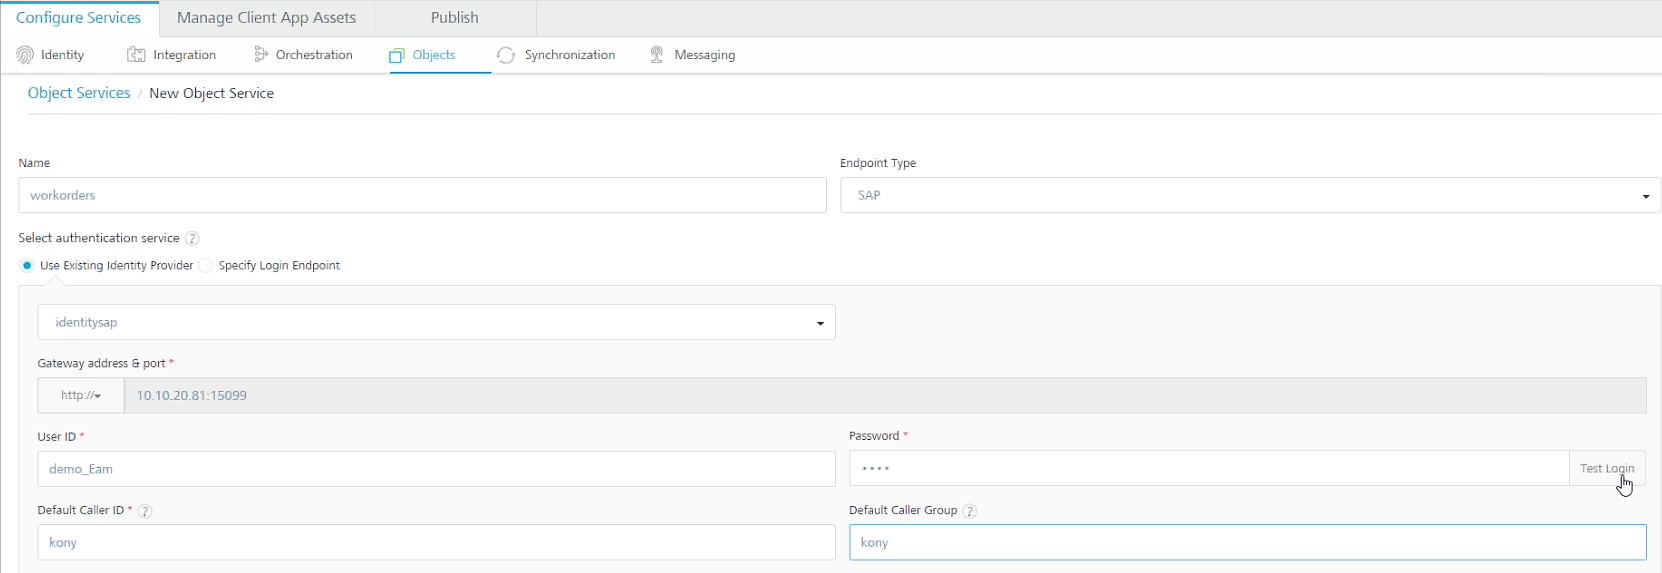 Configure Services Manage Client App Assets Publish
Identity Integration Orchestration Objects Synchronization Messaging
Object Services / New Object Service
Name Endpoint Type
workorders SAP
Select authentication service ?
Use Existing Identity Provider Specify Login Endpoint
identitysap
Gateway address & port *
http:// 10.10.20.81:15099
User ID * Password *
demo_Eam •••• Test Login
Default Caller ID * ? Default Caller Group ?
kony kony